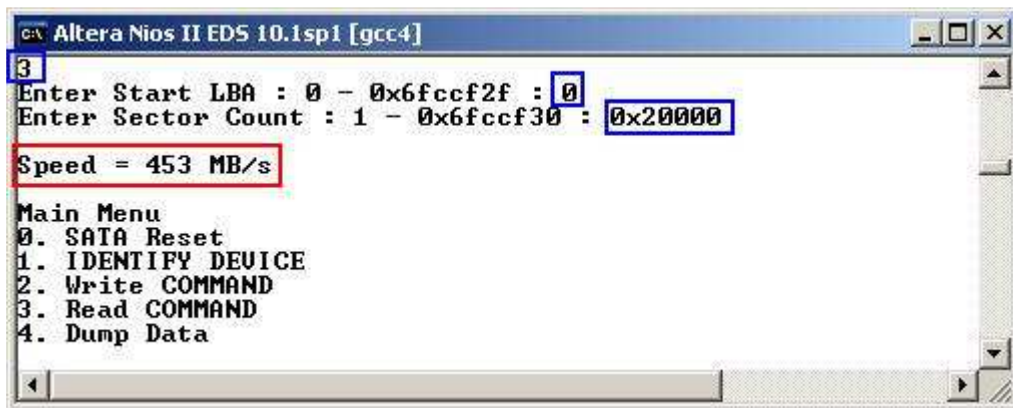 Altera Nios II EDS 10.1sp1 [gcc4]
3
Enter Start LBA : 0 - 0x6fccf2f : 0
Enter Sector Count : 1 - 0x6fccf30 : 0x20000
Speed = 453 MB/s
Main Menu
0. SATA Reset
1. IDENTIFY DEVICE
2. Write COMMAND
3. Read COMMAND
4. Dump Data